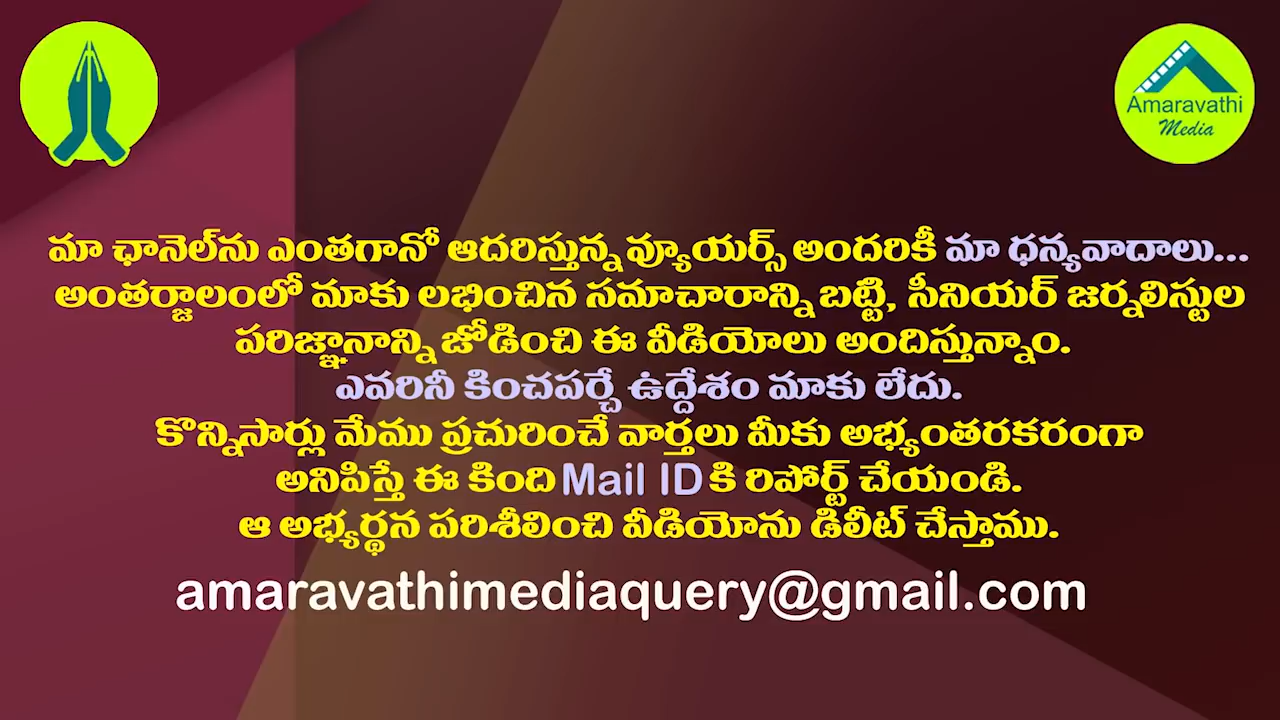 Amaravathi
Media
మా ఛానెల్‌ను ఎంతగానో ఆదరిస్తున్న వ్యూయర్స్ అందరికీ మా ధన్యవాదాలు...
అంతర్జాలంలో మాకు లభించిన సమాచారాన్ని బట్టి, సీనియర్ జర్నలిస్టుల
పరిజ్ఞానాన్ని జోడించి ఈ వీడియోలు అందిస్తున్నాం.
ఎవరినీ కించపర్చే ఉద్దేశం మాకు లేదు.
కొన్నిసార్లు మేము ప్రచురించే వార్తలు మీకు అభ్యంతరకరంగా
అనిపిస్తే ఈ కింది Mail ID కి రిపోర్ట్ చేయండి.
ఆ అభ్యర్థన పరిశీలించి వీడియోను డిలీట్ చేస్తాము.
amaravathimediaquery@gmail.com